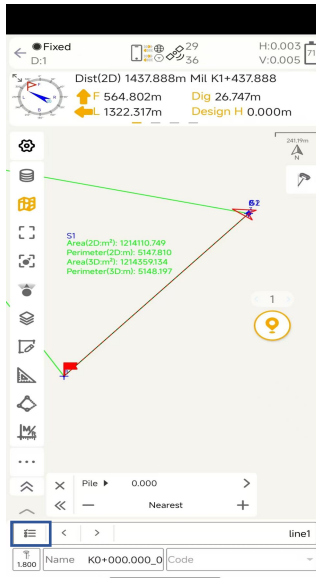 Fixed 29 H:0.003 71
D:1 36 V:0.005
Dist(2D) 1437.888m Mil K1+437.888
F 564.802m Dig 26.747m
L 1322.317m Design H 0.000m
241.19m
N
S1
Area(2D:m²): 1214110.749
Perimeter(2D:m): 5147.810
Area(3D:m²): 1214359.134
Perimeter(3D:m): 5148.197
1
Pile 0.000
Nearest
line1
1.800 Name K0+000.000_0 Code